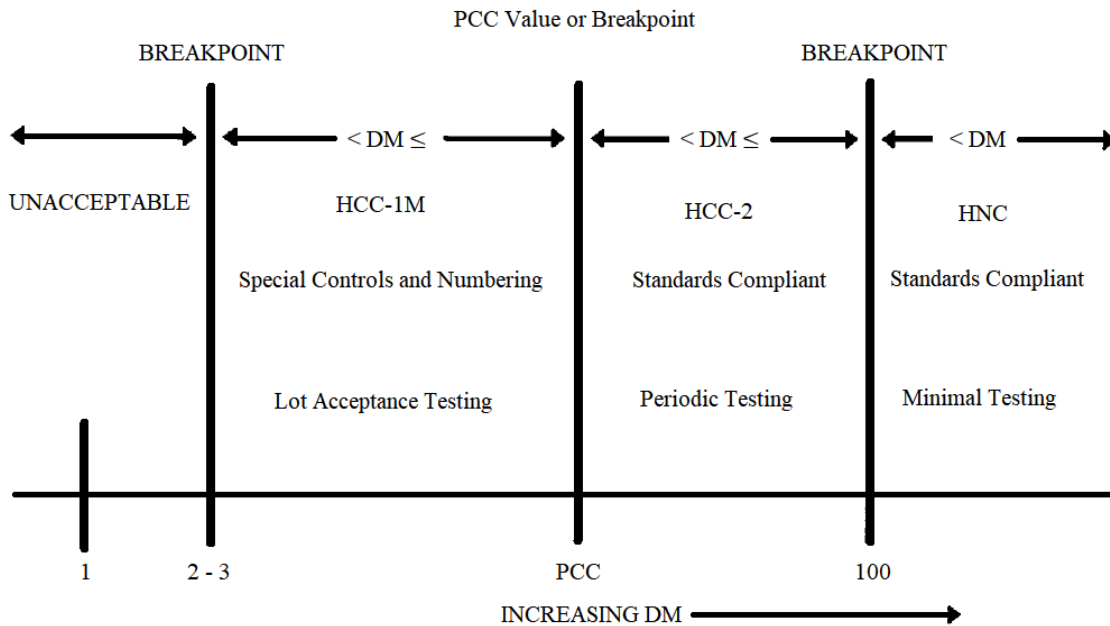 PCC Value or Breakpoint
BREAKPOINT
BREAKPOINT
< DM ≤
< DM ≤
< DM
UNACCEPTABLE
HCC-1M
HCC-2
HNC
Special Controls and Numbering
Standards Compliant
Standards Compliant
Lot Acceptance Testing
Periodic Testing
Minimal Testing
1
2 - 3
PCC
100
INCREASING DM